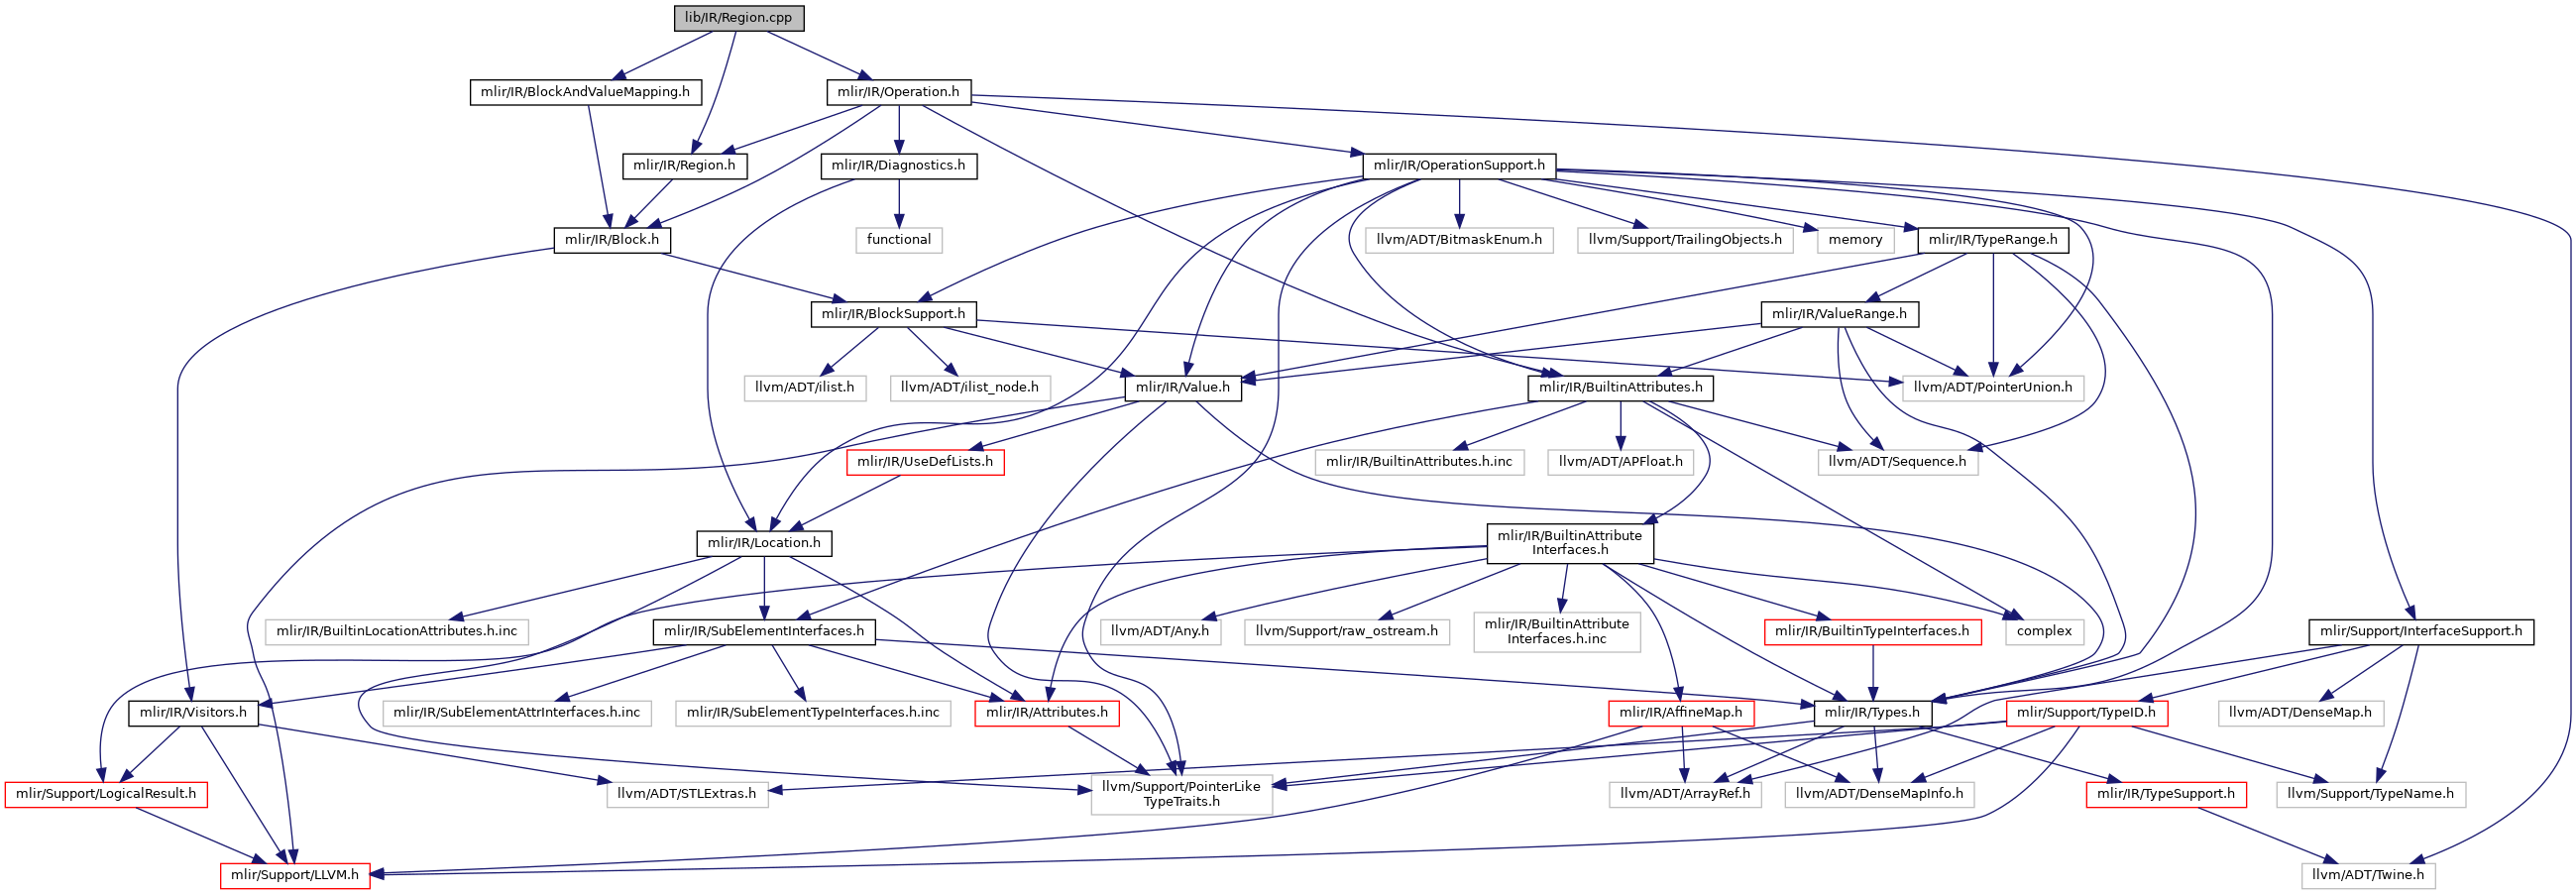 lib/IR/Region.cpp
mlir/IR/BlockAndValueMapping.h
mlir/IR/Operation.h
mlir/IR/Region.h
mlir/IR/Diagnostics.h
mlir/IR/OperationSupport.h
mlir/IR/Block.h
functional
llvm/ADT/BitmaskEnum.h
llvm/Support/TrailingObjects.h
memory
mlir/IR/TypeRange.h
mlir/IR/BlockSupport.h
mlir/IR/ValueRange.h
llvm/ADT/ilist.h
llvm/ADT/ilist_node.h
mlir/IR/Value.h
mlir/IR/BuiltinAttributes.h
llvm/ADT/PointerUnion.h
mlir/IR/UseDefLists.h
mlir/IR/BuiltinAttributes.h.inc
llvm/ADT/APFloat.h
llvm/ADT/Sequence.h
mlir/IR/Location.h
mlir/IR/BuiltinAttribute
Interfaces.h
mlir/IR/BuiltinLocationAttributes.h.inc
mlir/IR/SubElementInterfaces.h
llvm/ADT/Any.h
llvm/Support/raw_ostream.h
mlir/IR/BuiltinAttribute
Interfaces.h.inc
mlir/IR/BuiltinTypeInterfaces.h
complex
mlir/Support/InterfaceSupport.h
mlir/IR/Visitors.h
mlir/IR/SubElementAttrInterfaces.h.inc
mlir/IR/SubElementTypeInterfaces.h.inc
mlir/IR/Attributes.h
mlir/IR/AffineMap.h
mlir/IR/Types.h
mlir/Support/TypeID.h
llvm/ADT/DenseMap.h
mlir/Support/LogicalResult.h
llvm/ADT/STLExtras.h
llvm/Support/PointerLike
TypeTraits.h
llvm/ADT/ArrayRef.h
llvm/ADT/DenseMapInfo.h
mlir/IR/TypeSupport.h
llvm/Support/TypeName.h
mlir/Support/LLVM.h
llvm/ADT/Twine.h